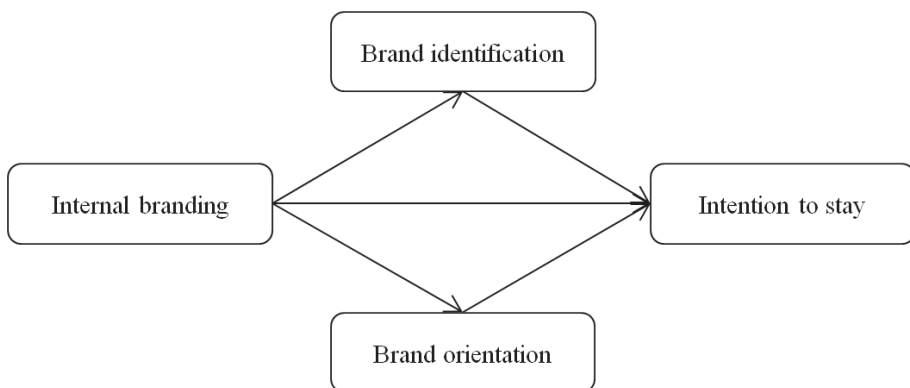 Brand identification
Internal branding
Intention to stay
Brand orientation